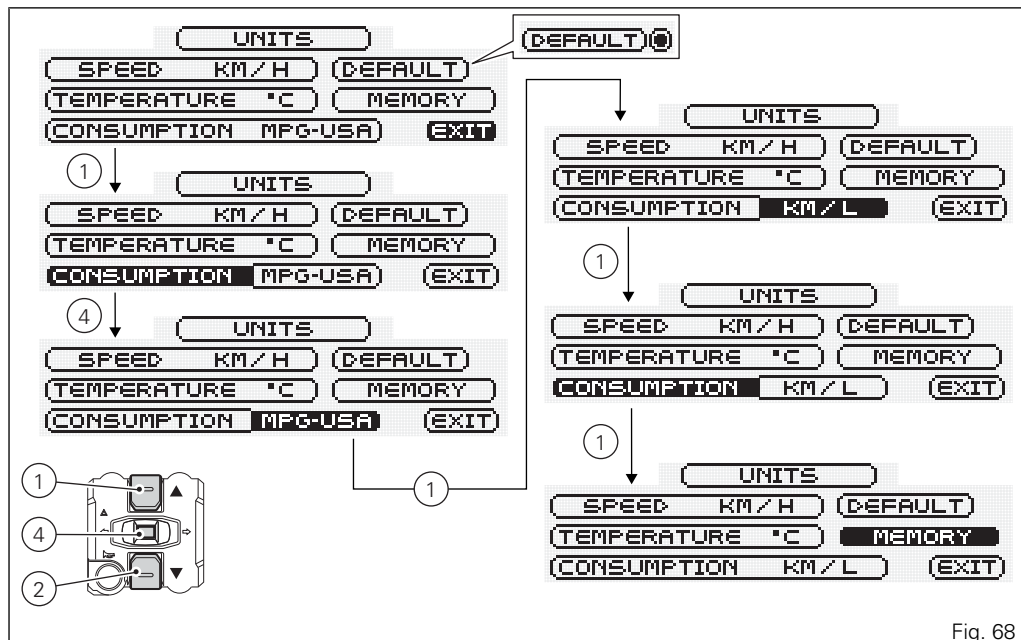 UNITS
SPEED KM/H DEFAULT
TEMPERATURE °C MEMORY
CONSUMPTION MPG-USA EXIT
DEFAULT
1
UNITS
SPEED KM/H DEFAULT
TEMPERATURE °C MEMORY
CONSUMPTION MPG-USA EXIT
4
UNITS
SPEED KM/H DEFAULT
TEMPERATURE °C MEMORY
CONSUMPTION MPG-USA EXIT
1
UNITS
SPEED KM/H DEFAULT
TEMPERATURE °C MEMORY
CONSUMPTION KM/L EXIT
1
UNITS
SPEED KM/H DEFAULT
TEMPERATURE °C MEMORY
CONSUMPTION KM/L EXIT
1
UNITS
SPEED KM/H DEFAULT
TEMPERATURE °C MEMORY
CONSUMPTION KM/L EXIT
1
4
2
Fig. 68